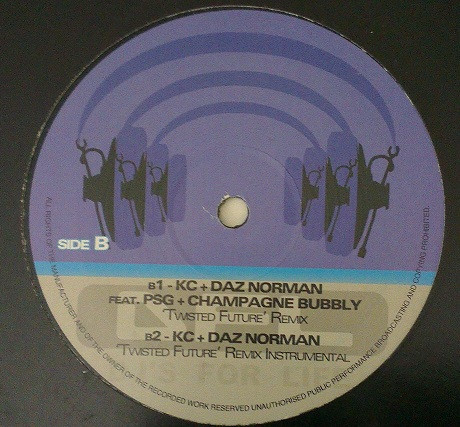 SIDE B
B1 - KC + DAZ NORMAN
FEAT. PSG + CHAMPAGNE BUBBLY
'TWISTED FUTURE' REMIX
B2 - KC + DAZ NORMAN
'TWISTED FUTURE' REMIX INSTRUMENTAL
ALL RIGHTS OF THE MANUFACTURER AND OF THE OWNER OF THE RECORDED WORK RESERVED UNAUTHORISED PUBLIC PERFORMANCE BROADCASTING AND COPYING PROHIBITED
FOR